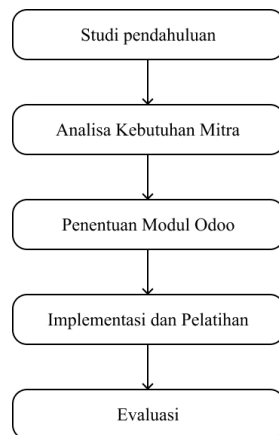 Studi pendahuluan
Analisa Kebutuhan Mitra
Penentuan Modul Odoo
Implementasi dan Pelatihan
Evaluasi